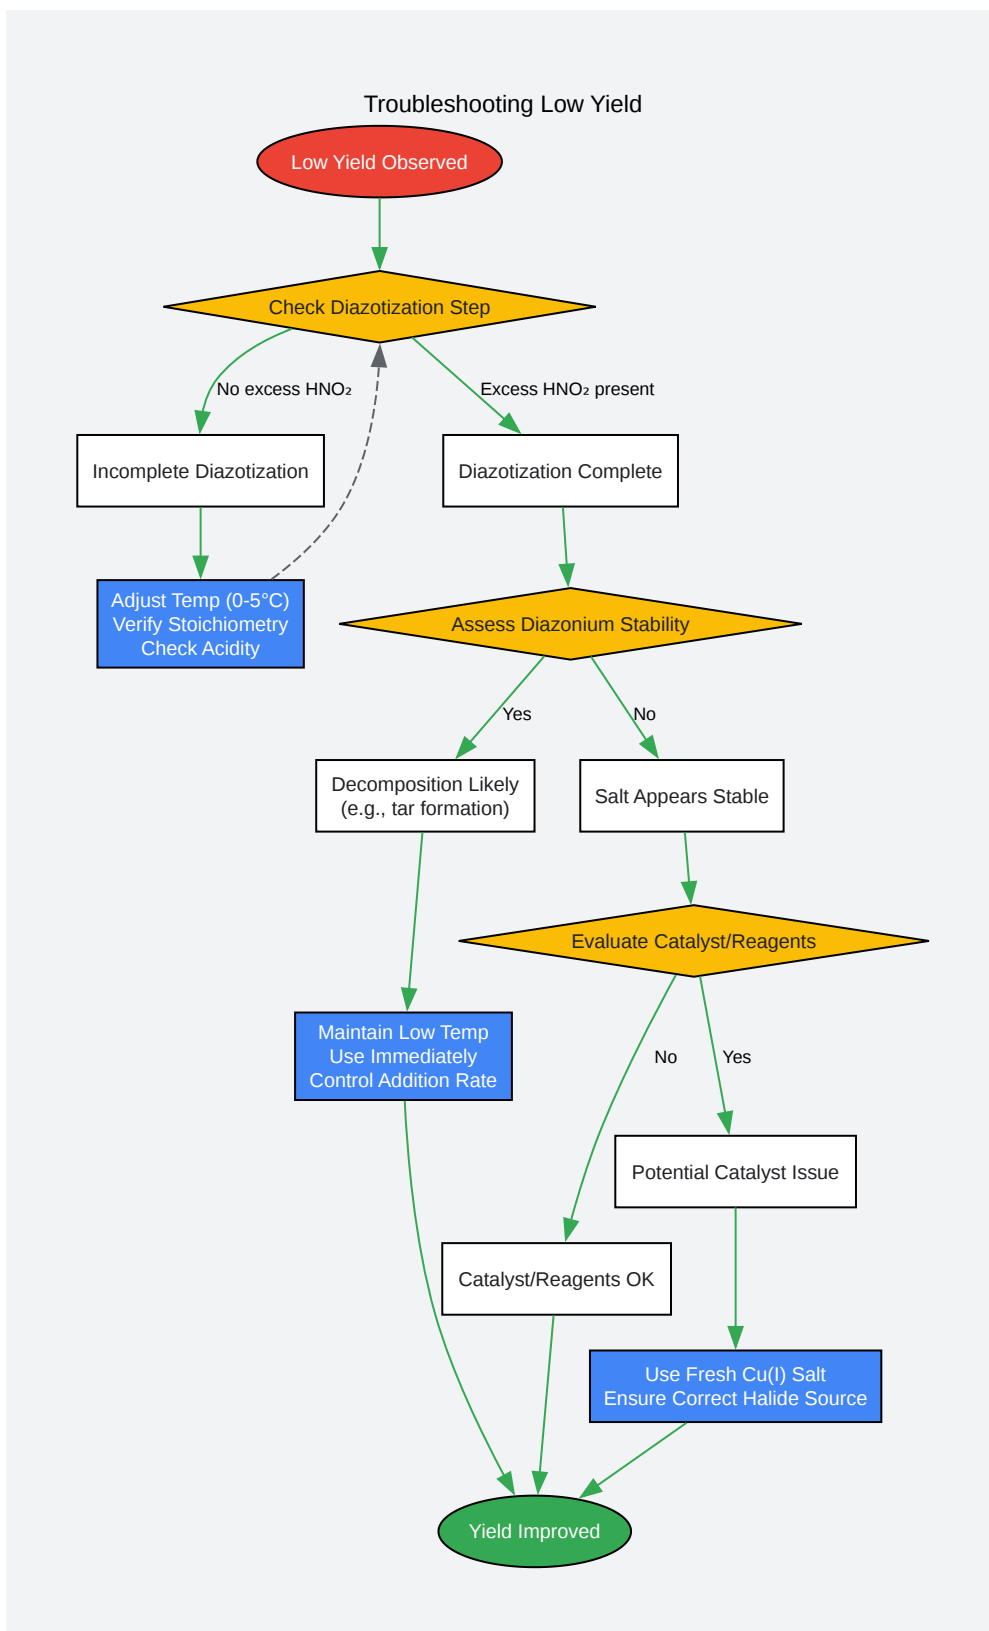 Troubleshooting Low Yield
Low Yield Observed
Check Diazotization Step
No excess HNO₂
Excess HNO₂ present
Incomplete Diazotization
Diazotization Complete
Adjust Temp (0-5°C)
Verify Stoichiometry
Check Acidity
Assess Diazonium Stability
Yes
No
Decomposition Likely
(e.g., tar formation)
Salt Appears Stable
Evaluate Catalyst/Reagents
Maintain Low Temp
Use Immediately
Control Addition Rate
No
Yes
Potential Catalyst Issue
Catalyst/Reagents OK
Use Fresh Cu(I) Salt
Ensure Correct Halide Source
Yield Improved